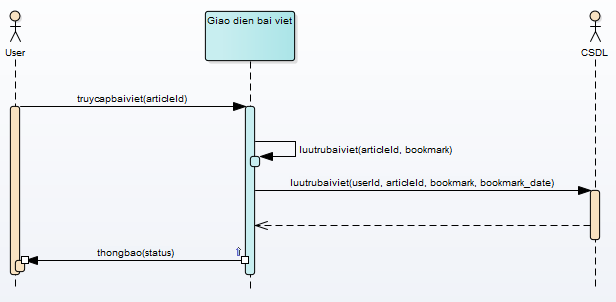 Giao dien bai viet
User
CSDL
truycapbaiviet(articleId)
luutrubaiviet(articleId, bookmark)
luutrubaiviet(userId, articleId, bookmark, bookmark_date)
thongbao(status)